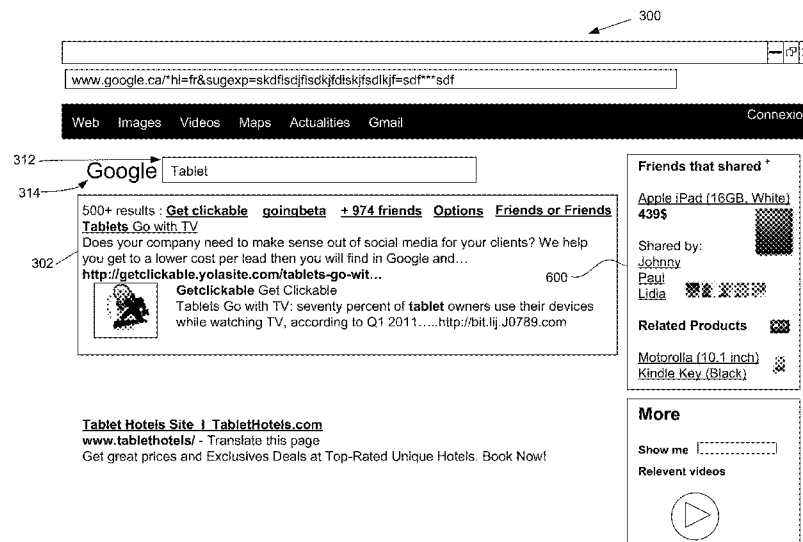 300
www.google.ca/*hl=fr&sugexp=skdflsdjflsdkjfdlskjfsdlkjf=sdf***sdf
Web Images Videos Maps Actualities Gmail Connexio
312
314
Google Tablet
302
500+ results : Get clickable goingbeta + 974 friends Options Friends or Friends
Tablets Go with TV
Does your company need to make sense out of social media for your clients? We help
you get to a lower cost per lead then you will find in Google and…
http://getclickable.yolasite.com/tablets-go-wit…
Getclickable Get Clickable
Tablets Go with TV: seventy percent of tablet owners use their devices
while watching TV, according to Q1 2011…..http://bit.lij.J0789.com
Tablet Hotels Site ⌇ TabletHotels.com
www.tablethotels/ - Translate this page
Get great prices and Exclusives Deals at Top-Rated Unique Hotels. Book Now!
600
Friends that shared +
Apple iPad (16GB, White)
439$
Shared by:
Johnny
Paul
Lidia
Related Products
Motorolla (10.1 inch)
Kindle Key (Black)
More
Show me
Relevent videos